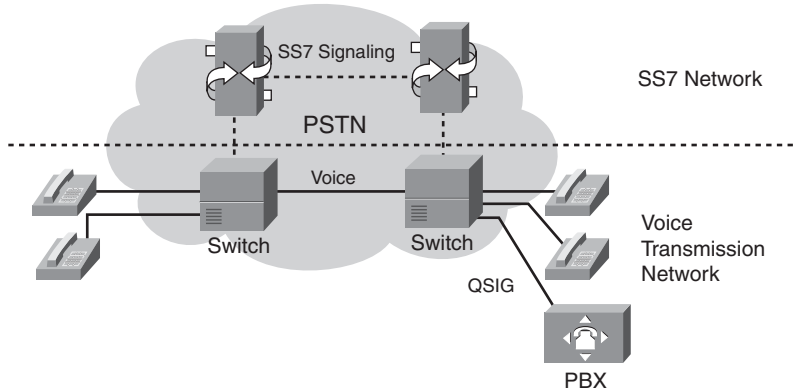 SS7 Signaling
SS7 Network
PSTN
Voice
Switch
Switch
Voice
Transmission
Network
QSIG
PBX